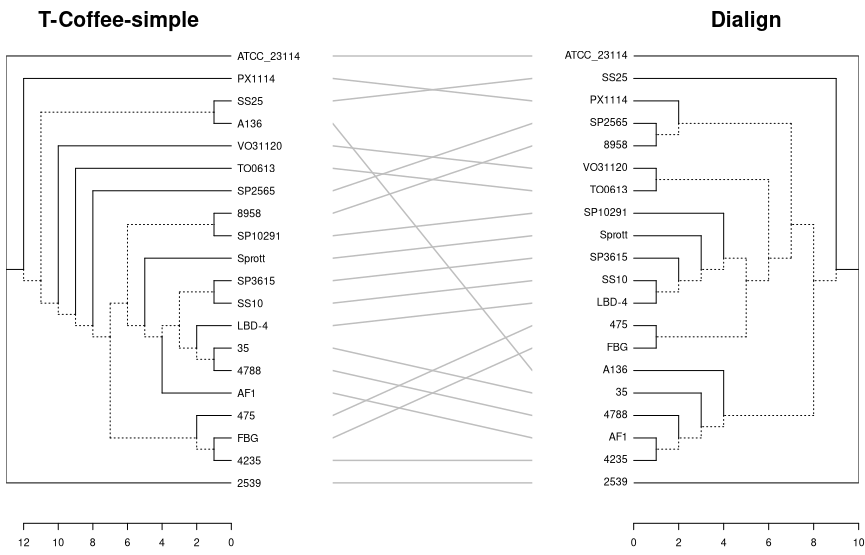 T-Coffee-simple
Dialign
ATCC_23114
PX1114
SS25
A136
VO31120
TO0613
SP2565
8958
SP10291
Sprott
SP3615
SS10
LBD-4
35
4788
AF1
475
FBG
4235
2539
12 10 8 6 4 2 0
ATCC_23114
SS25
PX1114
SP2565
8958
VO31120
TO0613
SP10291
Sprott
SP3615
SS10
LBD-4
475
FBG
A136
35
4788
AF1
4235
2539
0 2 4 6 8 10